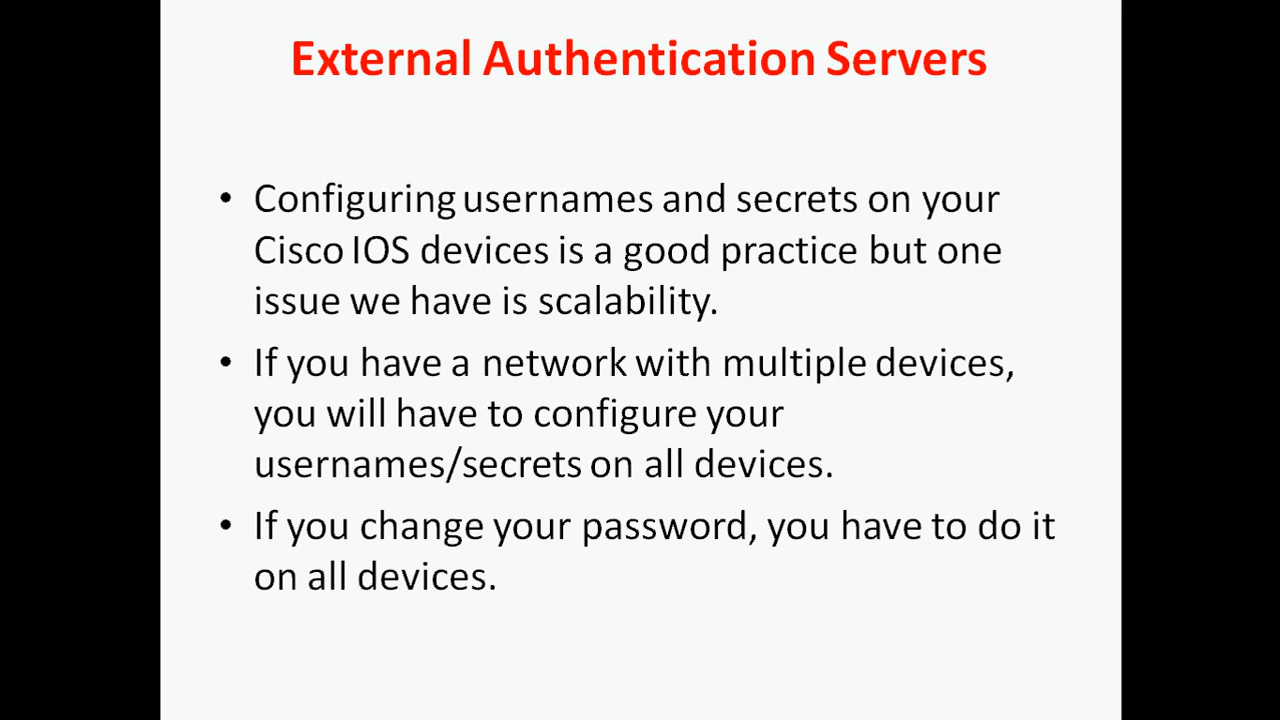 External Authentication Servers
• Configuring usernames and secrets on your
Cisco IOS devices is a good practice but one
issue we have is scalability.
• If you have a network with multiple devices,
you will have to configure your
usernames/secrets on all devices.
• If you change your password, you have to do it
on all devices.